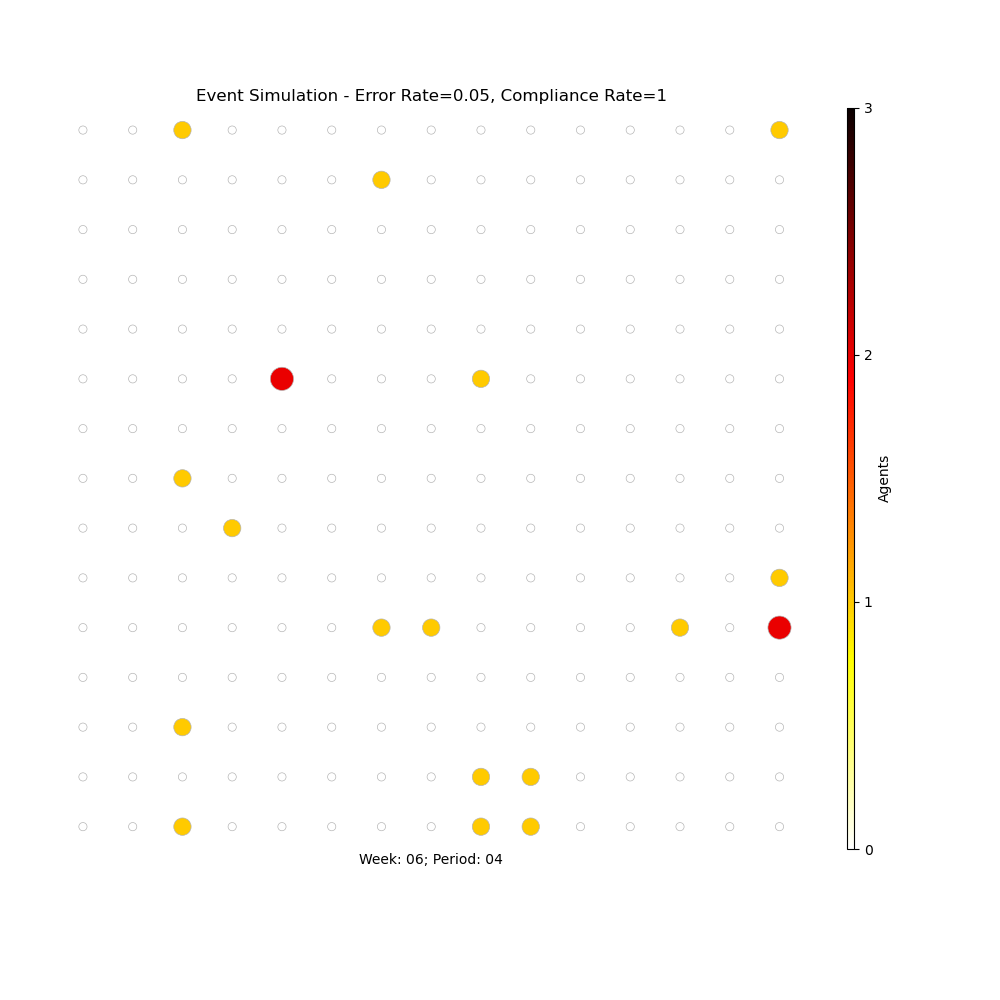 Event Simulation - Error Rate=0.05, Compliance Rate=1
3
2
Agents
1
0
Week: 06; Period: 04